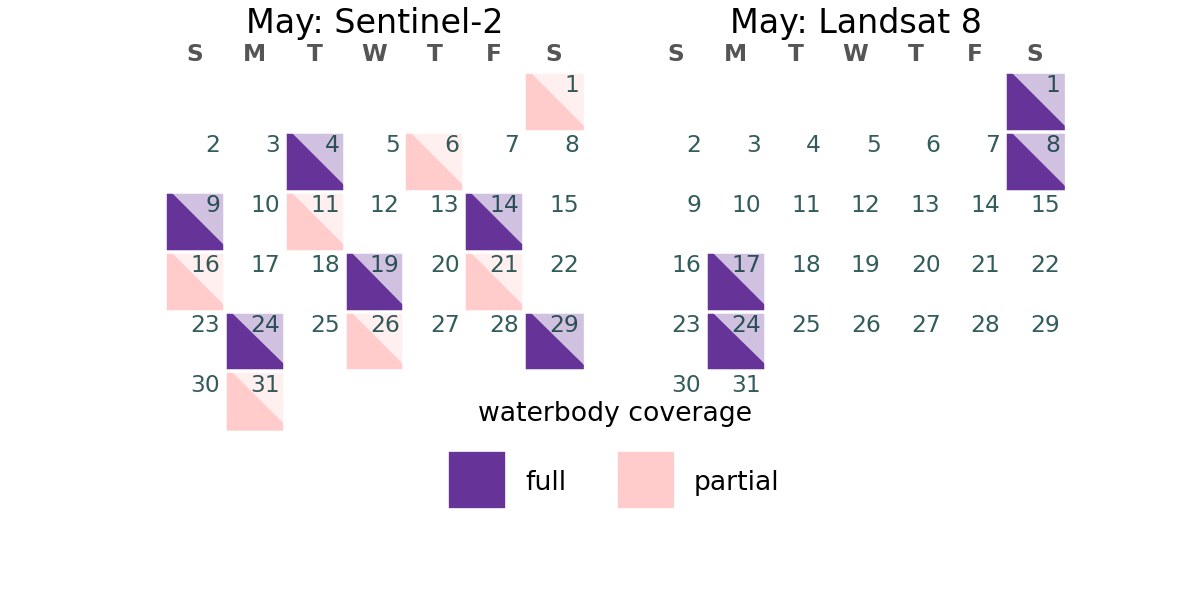 May: Sentinel-2
S M T W T F S
1
2 3 4 5 6 7 8
9 10 11 12 13 14 15
16 17 18 19 20 21 22
23 24 25 26 27 28 29
30 31
May: Landsat 8
S M T W T F S
1
2 3 4 5 6 7 8
9 10 11 12 13 14 15
16 17 18 19 20 21 22
23 24 25 26 27 28 29
30 31
waterbody coverage
full
partial